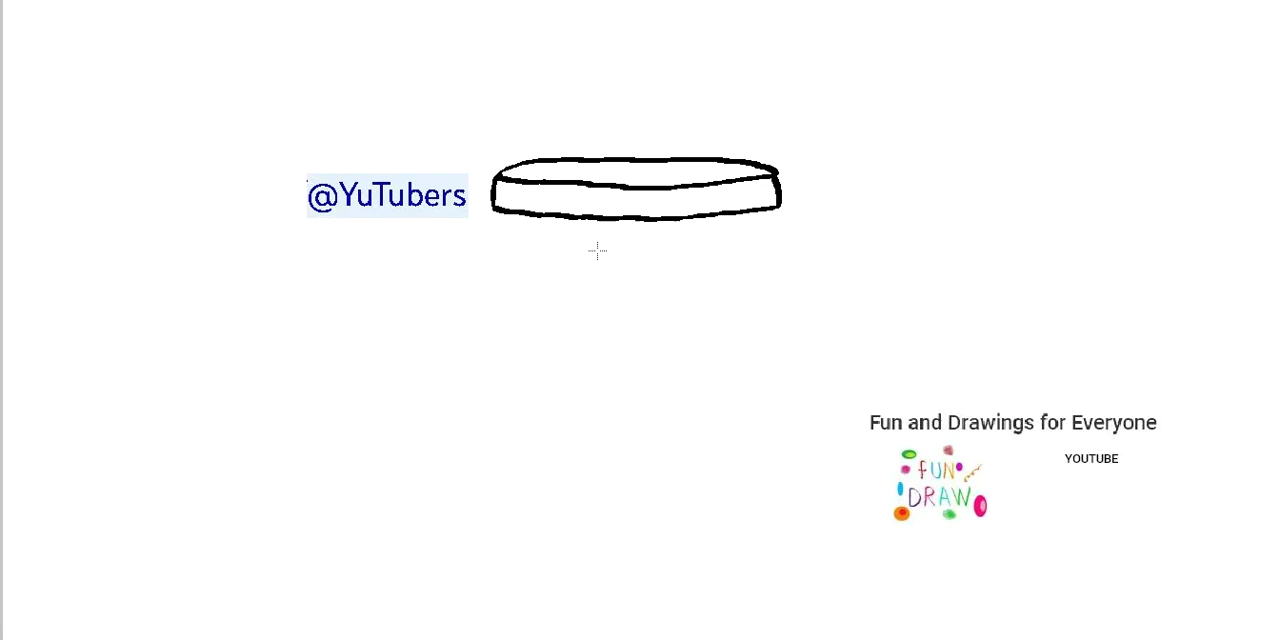 @YuTubers
Fun and Drawings for Everyone
YOUTUBE
FUN
DRAW